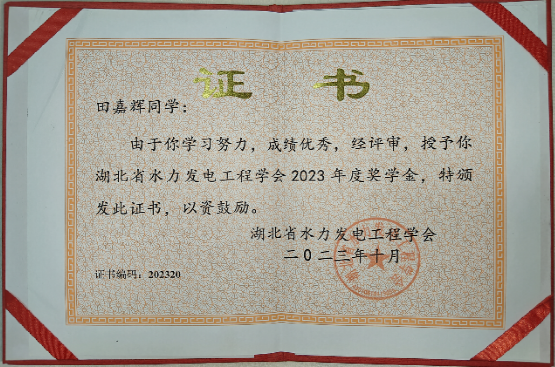 证 书
田嘉辉同学：
由于你学习努力，成绩优秀，经评审，授予你
湖北省水力发电工程学会2023年度奖学金，特颁
发此证书，以资鼓励。
湖北省水力发电工程学会
二0二三年十月
证书编码：202320